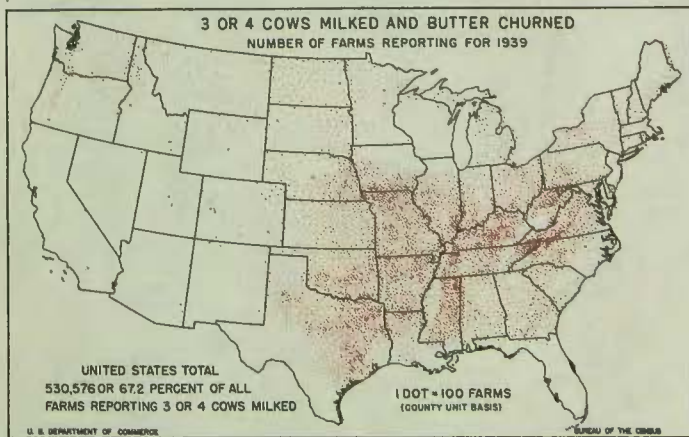 3 OR 4 COWS MILKED AND BUTTER CHURNED
NUMBER OF FARMS REPORTING FOR 1939
UNITED STATES TOTAL
530,576 OR 67.2 PERCENT OF ALL
FARMS REPORTING 3 OR 4 COWS MILKED
1 DOT = 100 FARMS
(COUNTY UNIT BASIS)
U. S. DEPARTMENT OF COMMERCE
BUREAU OF THE CENSUS